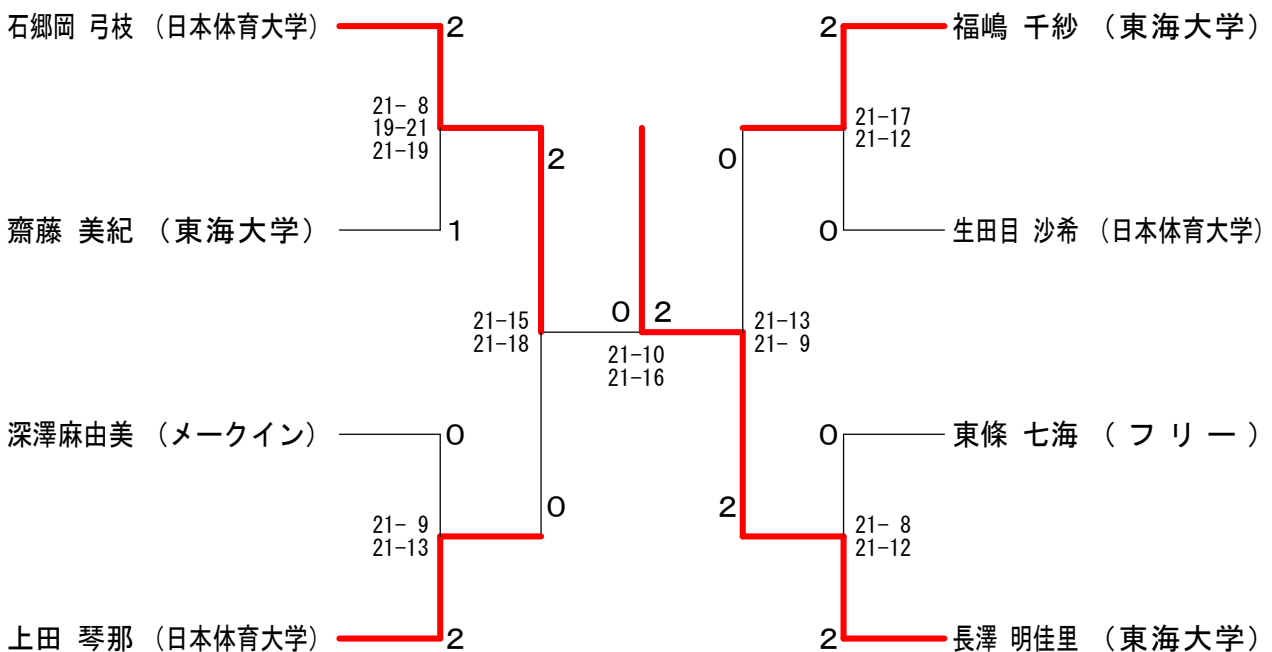 石郷岡 弓枝 (日本体育大学) 2
2 福嶋 千紗 (東海大学)
21- 8
19-21
21-19
2
0
21-17
21-12
齋藤 美紀 (東海大学) 1
0 生田目 沙希 (日本体育大学)
21-15
21-18
0 2
21-10
21-16
21-13
21- 9
深澤麻由美 (メークイン) 0
0 東條 七海 (フリー)
21- 9
21-13
0
2
21- 8
21-12
上田 琴那 (日本体育大学) 2
2 長澤 明佳里 (東海大学)